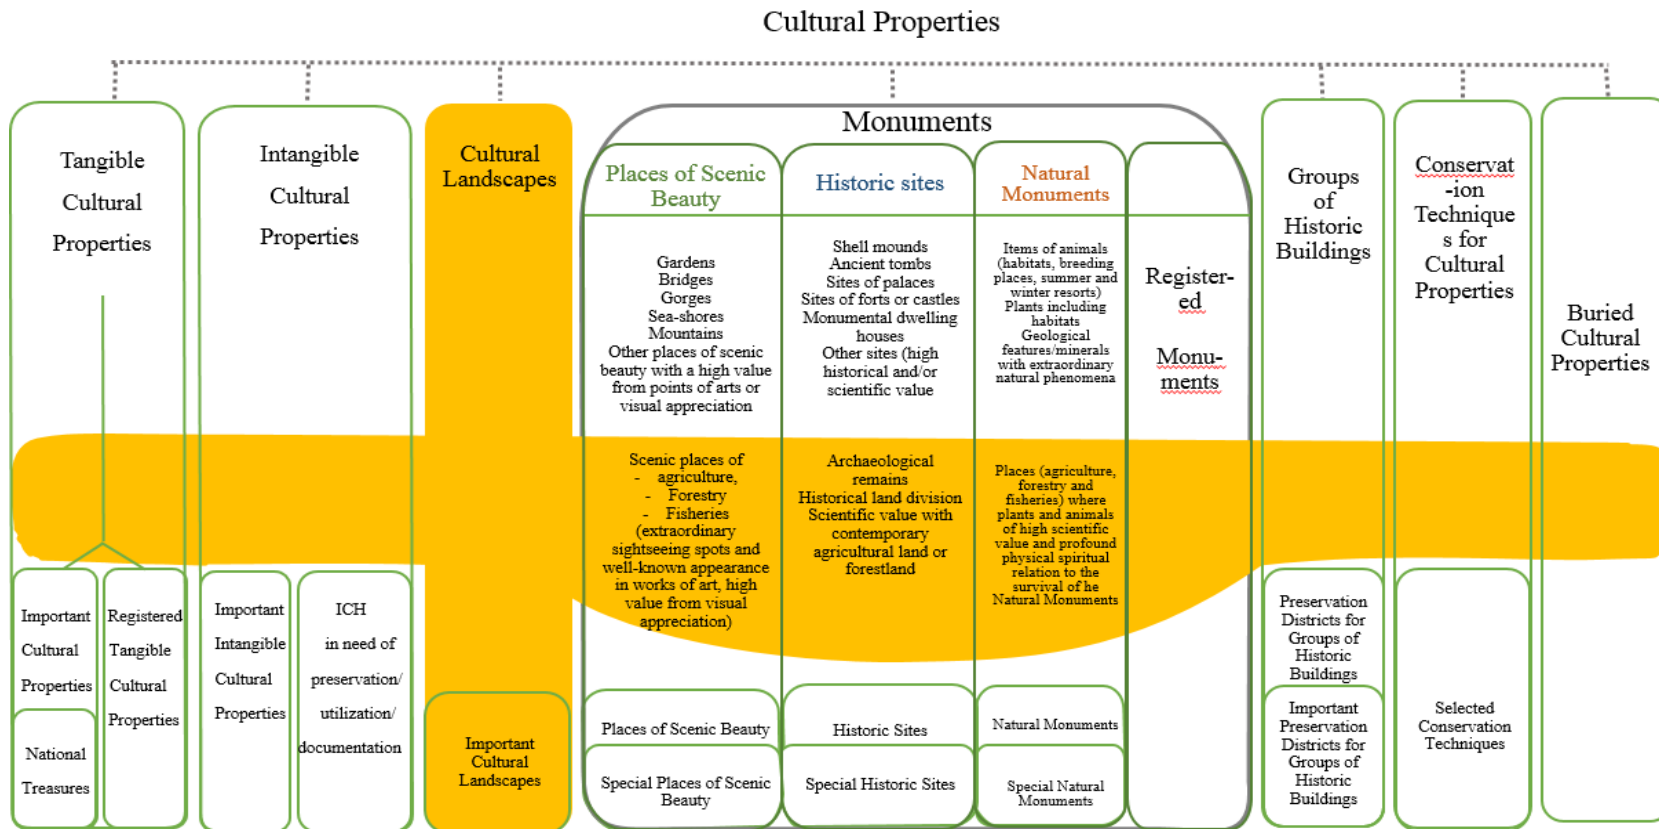 Cultural Properties
Tangible
Cultural
Properties
Important
Cultural
Properties
National
Treasures
Registered
Tangible
Cultural
Properties
Intangible
Cultural
Properties
Important
Intangible
Cultural
Properties
ICH
in need of
preservation/
utilization/
documentation
Cultural
Landscapes
Important
Cultural
Landscapes
Monuments
Places of Scenic
Beauty
Gardens
Bridges
Gorges
Sea-shores
Mountains
Other places of scenic
beauty with a high value
from points of arts or
visual appreciation
Scenic places of
- agriculture,
- Forestry
- Fisheries
(extraordinary
sightseeing spots and
well-known appearance
in works of art, high
value from visual
appreciation)
Places of Scenic Beauty
Special Places of Scenic
Beauty
Historic sites
Shell mounds
Ancient tombs
Sites of palaces
Sites of forts or castles
Monumental dwelling
houses
Other sites (high
historical and/or
scientific value
Archaeological
remains
Historical land division
Scientific value with
contemporary
agricultural land or
forestland
Historic Sites
Special Historic Sites
Natural
Monuments
Items of animals
(habitats, breeding
places, summer and
winter resorts)
Plants including
habitats
Geological
features/minerals
with extraordinary
natural phenomena
Places (agriculture,
forestry and
fisheries) where
plants and animals
of high scientific
value and profound
physical spiritual
relation to the
survival of he
Natural Monuments
Natural Monuments
Special Natural
Monuments
Register-
ed
Monu-
ments
Groups
of
Historic
Buildings
Preservation
Districts for
Groups of
Historic
Buildings
Important
Preservation
Districts for
Groups of
Historic
Buildings
Conservat
-ion
Technique
s for
Cultural
Properties
Selected
Conservation
Techniques
Buried
Cultural
Properties